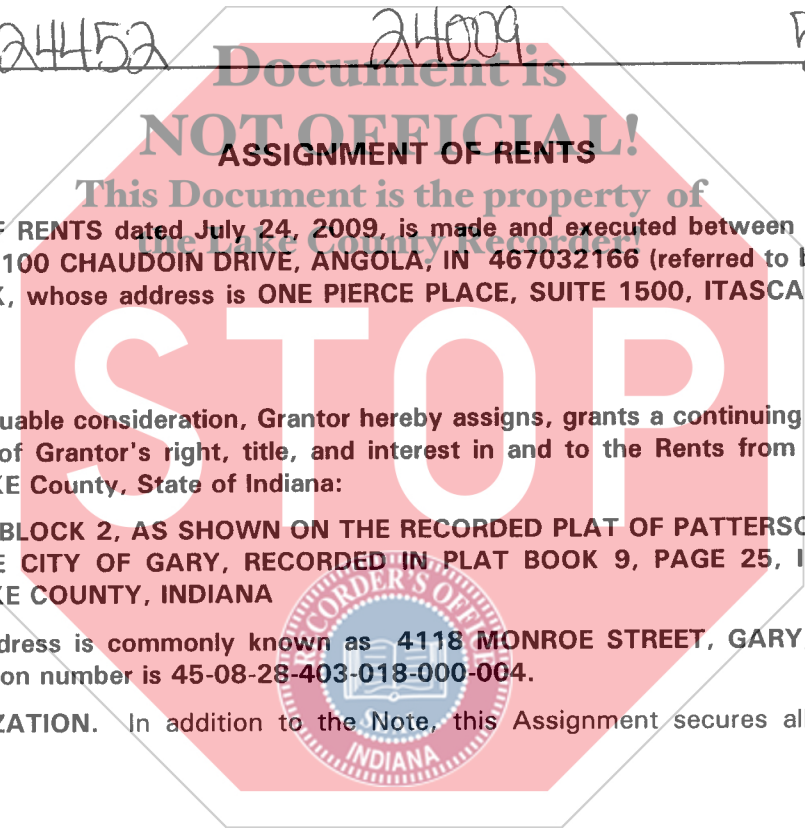 24452 24009
Document is
NOT OFFICIAL!
ASSIGNMENT OF RENTS
This Document is the property of
the Lake County Recorder!
F RENTS dated July 24, 2009, is made and executed between
100 CHAUDOIN DRIVE, ANGOLA, IN 467032166 (referred to b
K, whose address is ONE PIERCE PLACE, SUITE 1500, ITASCA
STOP
uable consideration, Grantor hereby assigns, grants a continuing
of Grantor's right, title, and interest in and to the Rents from
KE County, State of Indiana:
BLOCK 2, AS SHOWN ON THE RECORDED PLAT OF PATTERSO
E CITY OF GARY, RECORDED IN PLAT BOOK 9, PAGE 25, I
KE COUNTY, INDIANA
dress is commonly known as 4118 MONROE STREET, GARY,
on number is 45-08-28-403-018-000-004.
ZATION. In addition to the Note, this Assignment secures all
RECORDER'S OFFI
INDIANA